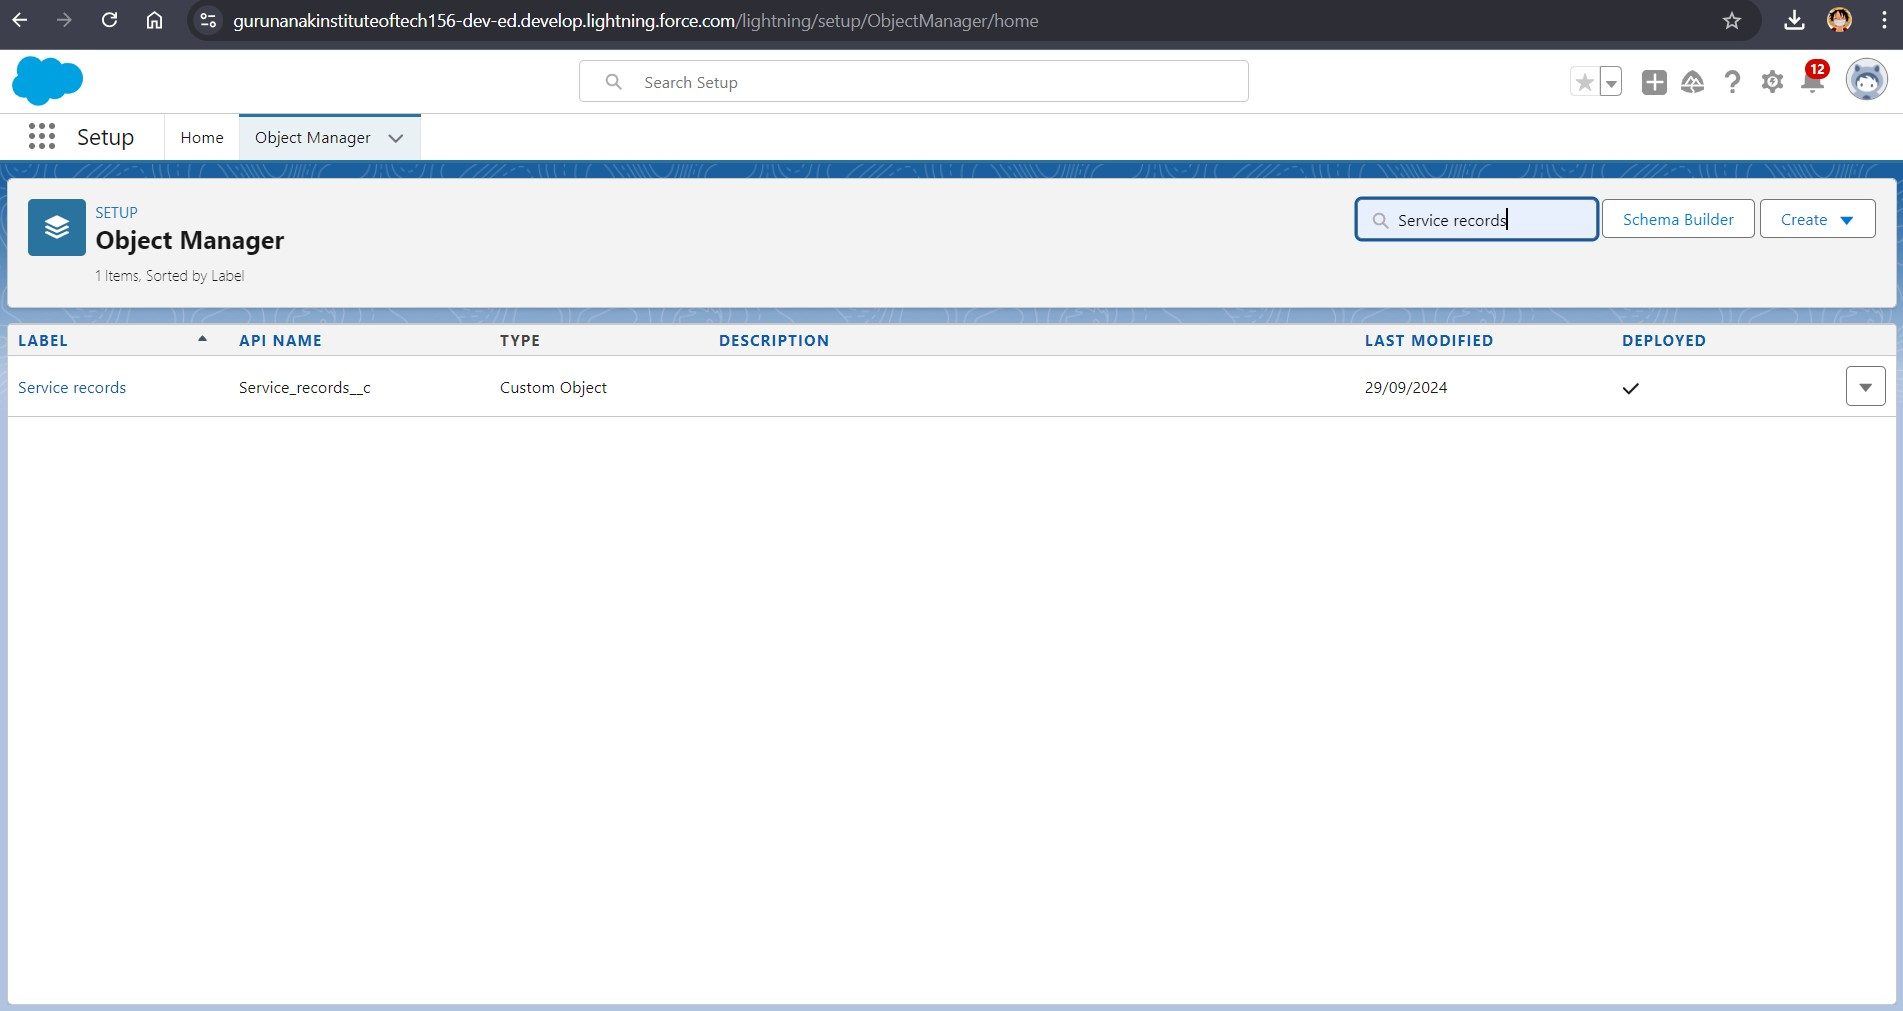 gurunanakinstituteoftech156-dev-ed.develop.lightning.force.com/lightning/setup/ObjectManager/home
Search Setup
12
Setup
Home
Object Manager
SETUP
Object Manager
1 Items, Sorted by Label
Service records
Schema Builder
Create
LABEL
API NAME
TYPE
DESCRIPTION
LAST MODIFIED
DEPLOYED
Service records
Service_records__c
Custom Object
29/09/2024